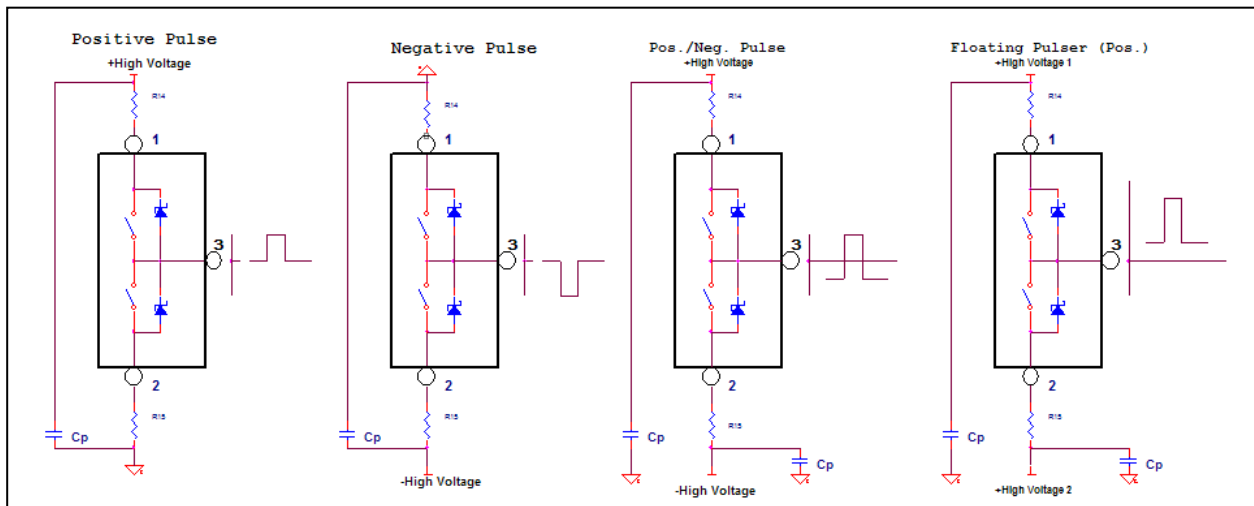 Positive Pulse
+High Voltage
R14
1
3
2
R15
Cp
E
Negative Pulse
R14
1
3
2
R15
Cp
-High Voltage
Pos./Neg. Pulse
+High Voltage
R14
1
3
2
R15
Cp
Cp
E
E
-High Voltage
Floating Pulser (Pos.)
+High Voltage 1
R14
1
3
2
R15
Cp
Cp
E
E
+High Voltage 2